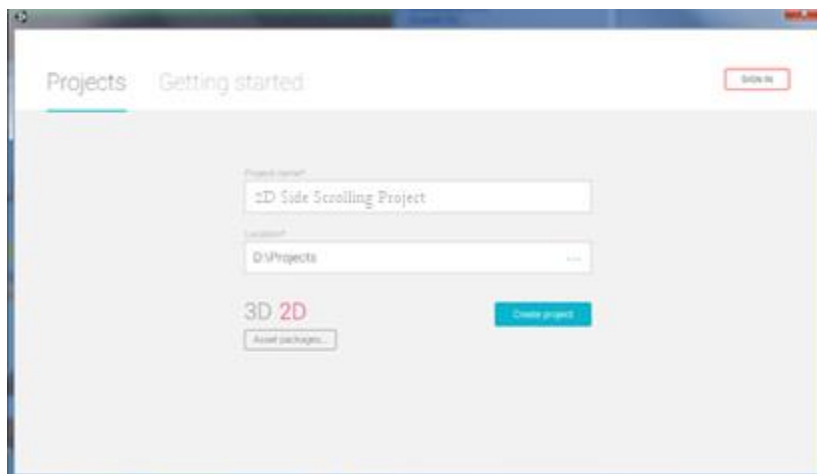 Projects Getting started
SIGN IN
Project name*
2D Side Scrolling Project
Location*
D:\Projects
...
3D 2D
Create project
Asset packages...